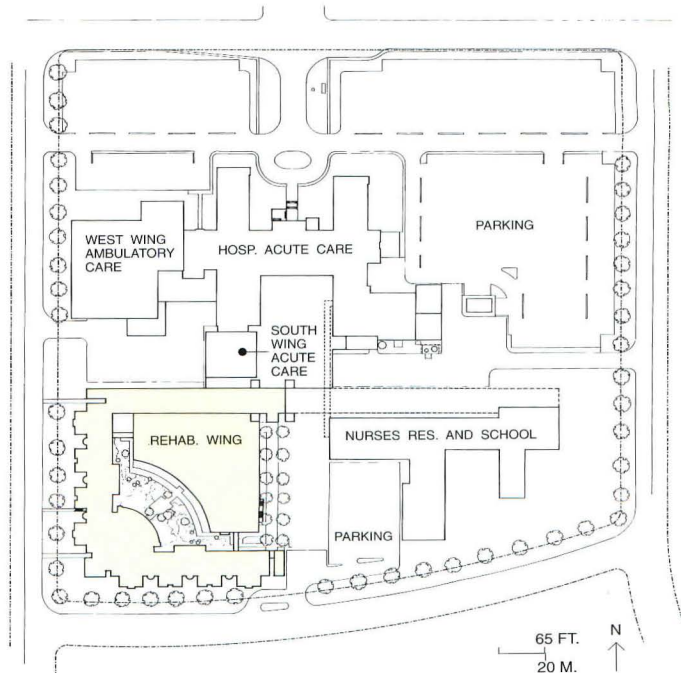 WEST WING
AMBULATORY
CARE
HOSP. ACUTE CARE
PARKING
SOUTH
WING
ACUTE
CARE
REHAB. WING
NURSES RES. AND SCHOOL
PARKING
65 FT.
20 M.
N